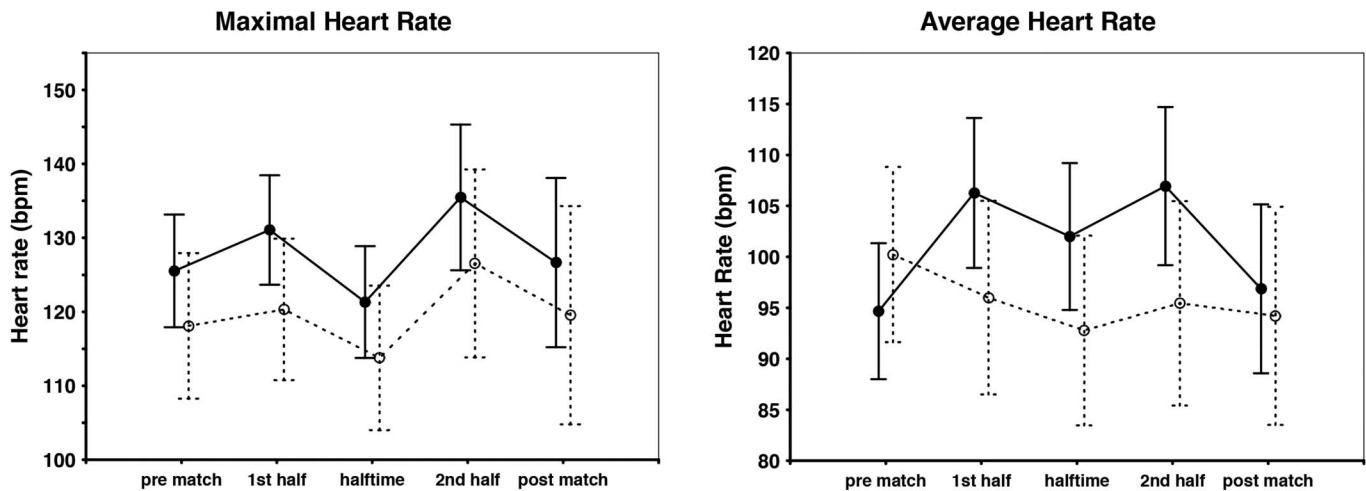 Maximal Heart Rate
Heart rate (bpm)
150
140
130
120
110
100
pre match 1st half halftime 2nd half post match
Average Heart Rate
Heart Rate (bpm)
120
115
110
105
100
95
90
85
80
pre match 1st half halftime 2nd half post match